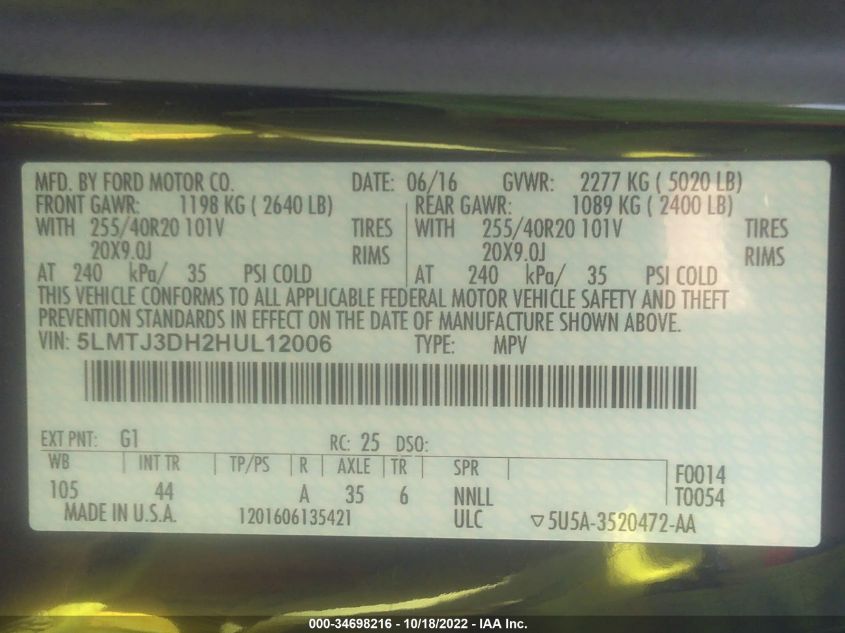 MFD. BY FORD MOTOR CO. DATE: 06/16 GVWR: 2277 KG ( 5020 LB)
FRONT GAWR: 1198 KG ( 2640 LB) REAR GAWR: 1089 KG ( 2400 LB)
WITH 255/40R20 101V TIRES WITH 255/40R20 101V TIRES
20X9.0J RIMS 20X9.0J RIMS
AT 240 kPa/ 35 PSI COLD AT 240 kPa/ 35 PSI COLD
THIS VEHICLE CONFORMS TO ALL APPLICABLE FEDERAL MOTOR VEHICLE SAFETY AND THEFT
PREVENTION STANDARDS IN EFFECT ON THE DATE OF MANUFACTURE SHOWN ABOVE.
VIN: 5LMTJ3DH2HUL12006 TYPE: MPV
EXT PNT: G1 RC: 25 DSO:
WB INT TR TP/PS R AXLE TR SPR F0014
105 44 A 35 6 NNLL T0054
MADE IN U.S.A. 1201606135421 ULC ▽5U5A-3520472-AA
000-34698216 - 10/18/2022 - IAA Inc.